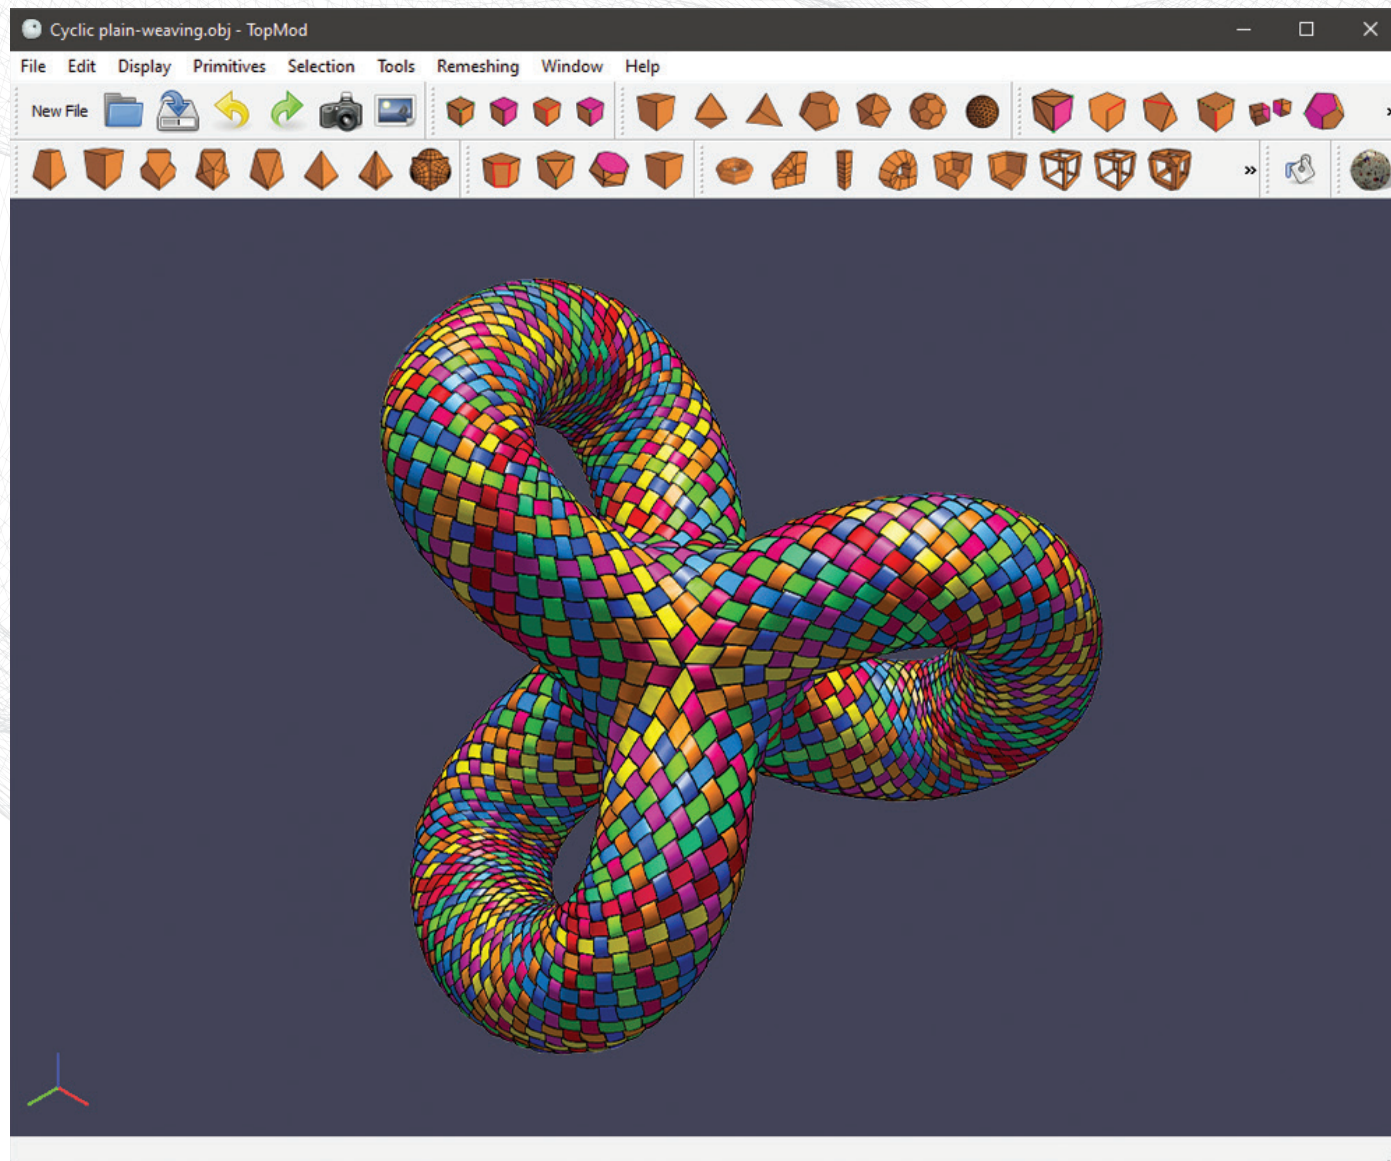 Cyclic plain-weaving.obj - TopMod
File Edit Display Primitives Selection Tools Remeshing Window Help
New File